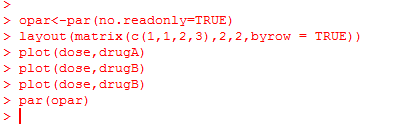 >
> opar<-par(no.readonly=TRUE)
> layout(matrix(c(1,1,2,3),2,2,byrow = TRUE))
> plot(dose,drugA)
> plot(dose,drugB)
> plot(dose,drugB)
> par(opar)
>